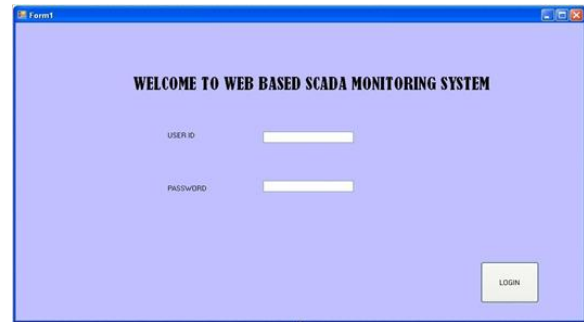 Form1
WELCOME TO WEB BASED SCADA MONITORING SYSTEM
USER ID
PASSWORD
LOGIN